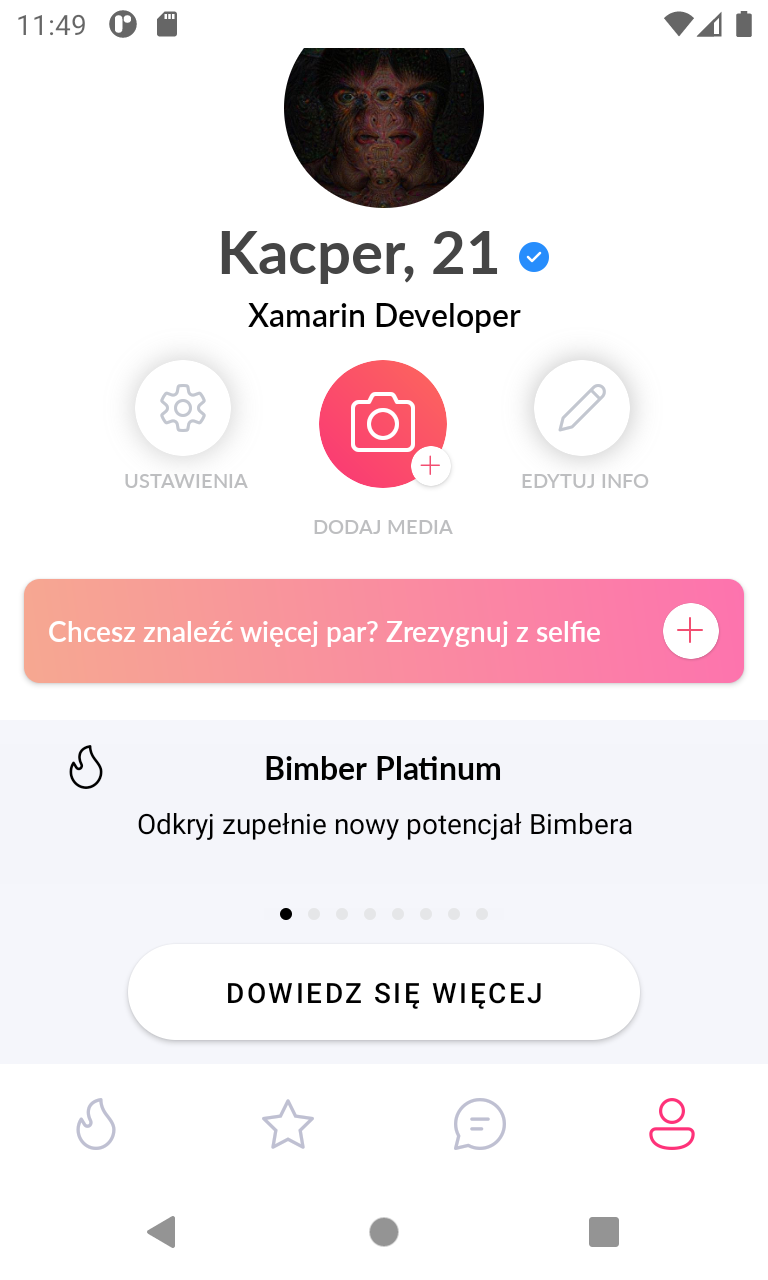 11:49
Kacper, 21
Xamarin Developer
USTAWIENIA
EDYTUJ INFO
DODAJ MEDIA
Chcesz znaleźć więcej par? Zrezygnuj z selfie
Bimber Platinum
Odkryj zupełnie nowy potencjał Bimbera
DOWIEDZ SIĘ WIĘCEJ